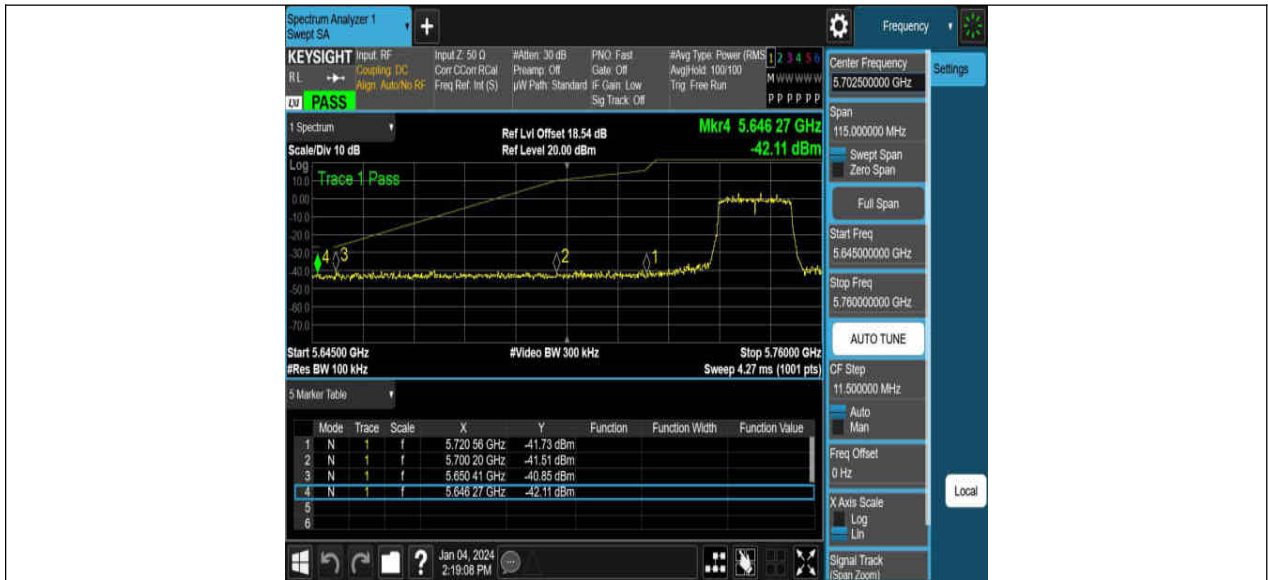 Spectrum Analyzer 1
Swept SA
+
Frequency
KEYSIGHT
RL
LXI PASS
Input: RF
Coupling: DC
Align: Auto/No RF
Input Z: 50 Ω
Corr CCorr RCal
Freq Ref: Int (S)
#Atten: 30 dB
Preamp: Off
µW Path: Standard
PNO: Fast
Gate: Off
IF Gain: Low
Sig Track: Off
#Avg Type: Power (RMS
Avg|Hold: 100/100
Trig: Free Run
1 2 3 4 5 6
M W W W W W
P P P P P P
1 Spectrum
Scale/Div 10 dB
Ref Lvl Offset 18.54 dB
Ref Level 20.00 dBm
Mkr4 5.646 27 GHz
-42.11 dBm
Log
Trace 1 Pass
10.0
0.00
-10.0
-20.0
-30.0
-40.0
-50.0
-60.0
-70.0
4 3 2 1
Start 5.64500 GHz
#Video BW 300 kHz
Stop 5.76000 GHz
#Res BW 100 kHz
Sweep 4.27 ms (1001 pts)
5 Marker Table
Mode Trace Scale X Y Function Function Width Function Value
1 N 1 f 5.720 56 GHz -41.73 dBm
2 N 1 f 5.700 20 GHz -41.51 dBm
3 N 1 f 5.650 41 GHz -40.85 dBm
4 N 1 f 5.646 27 GHz -42.11 dBm
5
6
?
Jan 04, 2024
2:19:08 PM
Center Frequency
5.702500000 GHz
Settings
Span
115.000000 MHz
Swept Span
Zero Span
Full Span
Start Freq
5.645000000 GHz
Stop Freq
5.760000000 GHz
AUTO TUNE
CF Step
11.500000 MHz
Auto
Man
Freq Offset
0 Hz
X Axis Scale
Log
Lin
Local
Signal Track
(Span Zoom)